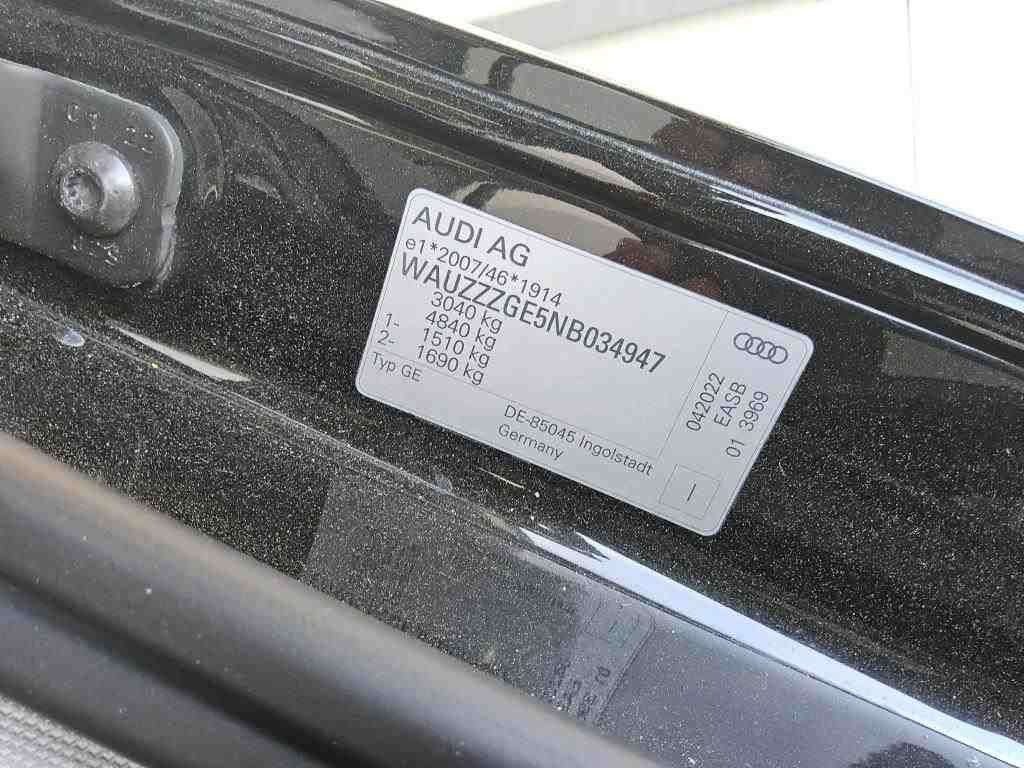 AUDI AG
e1*2007/46*1914
WAUZZZGE5NB034947
3040 kg
4840 kg
1- 1510 kg
2- 1690 kg
Typ GE
DE-85045 Ingolstadt
Germany
042022
EASB
01 3969
I